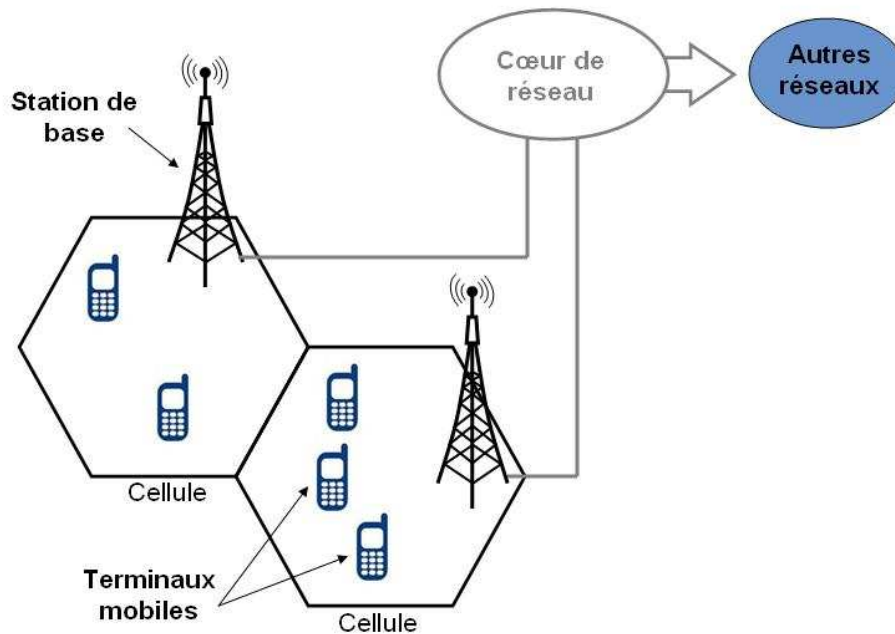 Station de
base
Cœur de
réseau
Autres
réseaux
Cellule
Terminaux
mobiles
Cellule